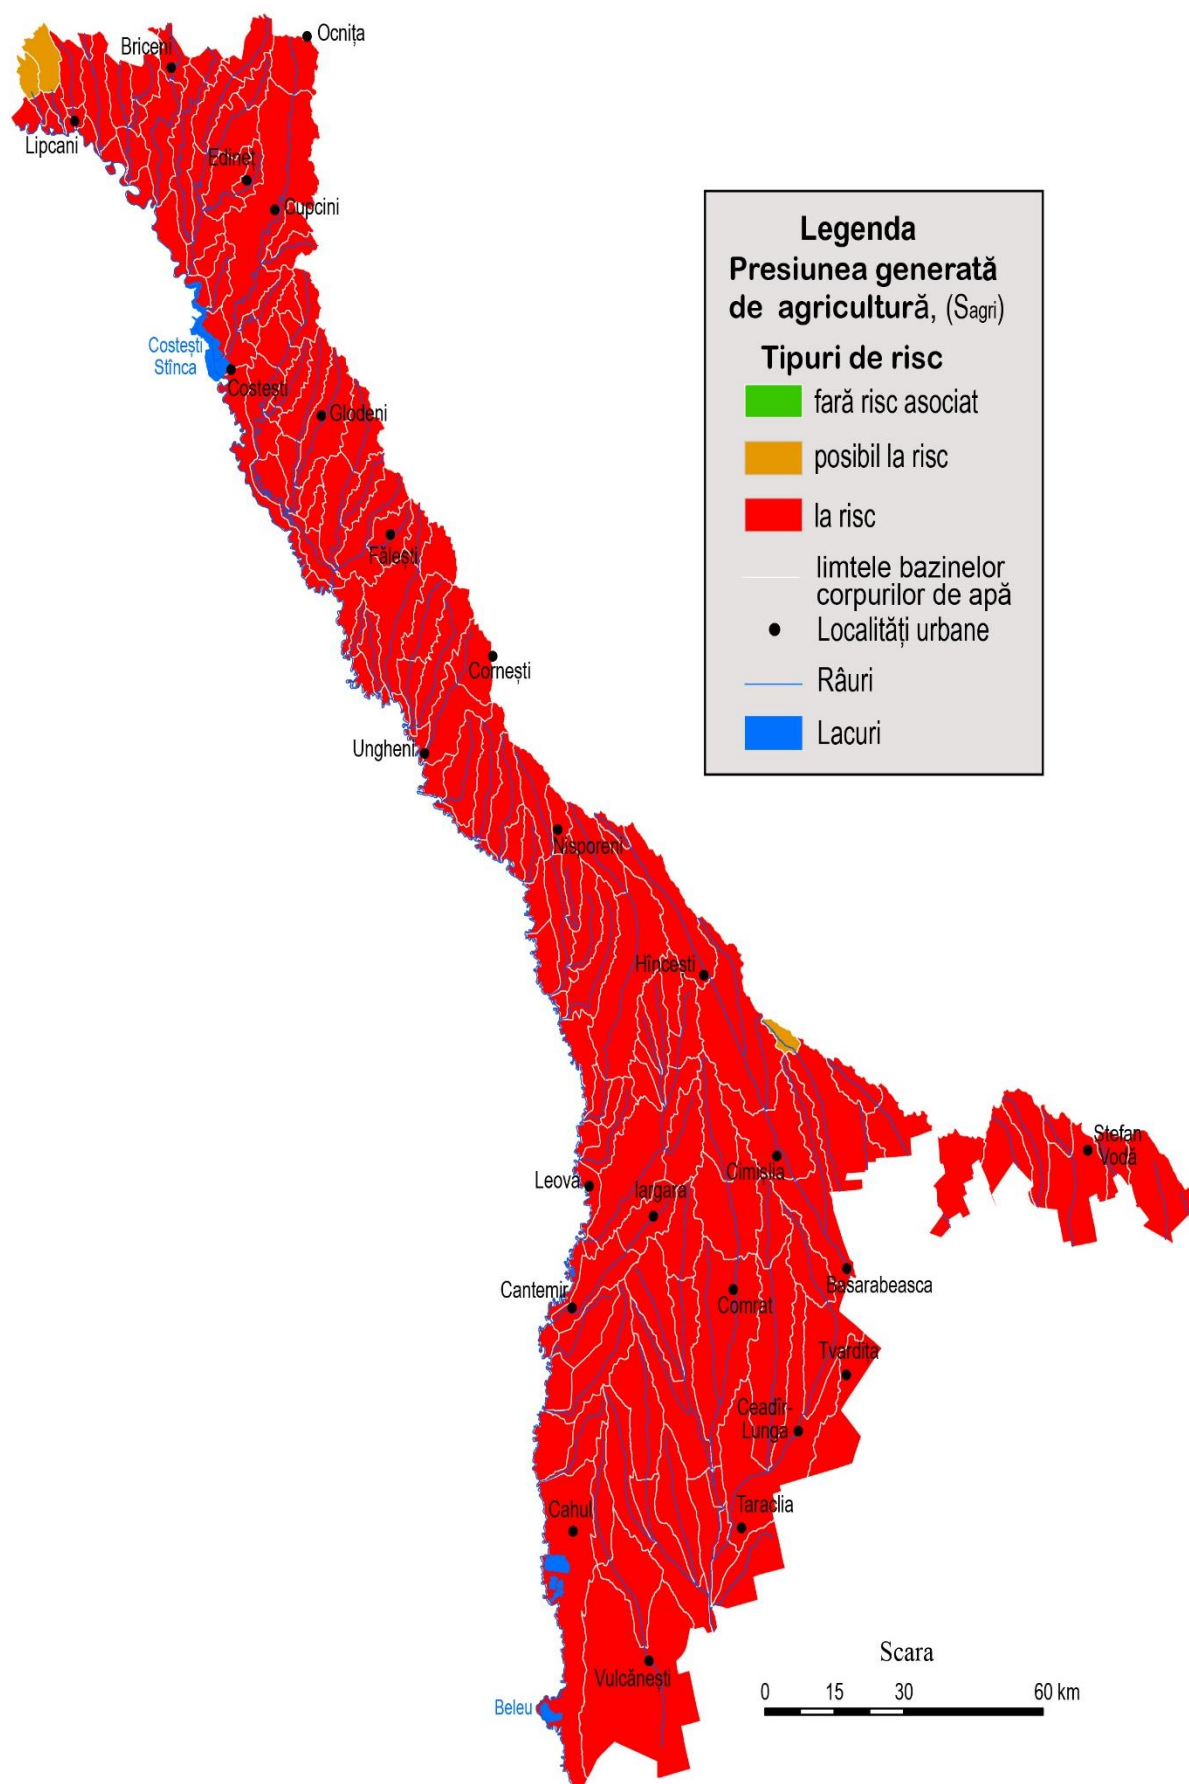 Ocnița
Briceni
Lipcani
Edineț
Cupcini
Costești
Stînca
Costești
Glodeni
Fălești
Cornești
Ungheni
Nisporeni
Hîncești
Ștefan
Vodă
Leova
Iargara
Cimișlia
Cantemir
Comrat
Basarabeasca
Tvardița
Ceadîr-
Lunga
Cahul
Taraclia
Vulcănești
Beleu
Legenda
Presiunea generată
de agricultură, (Sagri)
Tipuri de risc
fară risc asociat
posibil la risc
la risc
limtele bazinelor
corpurilor de apă
Localități urbane
Râuri
Lacuri
Scara
0 15 30 60 km